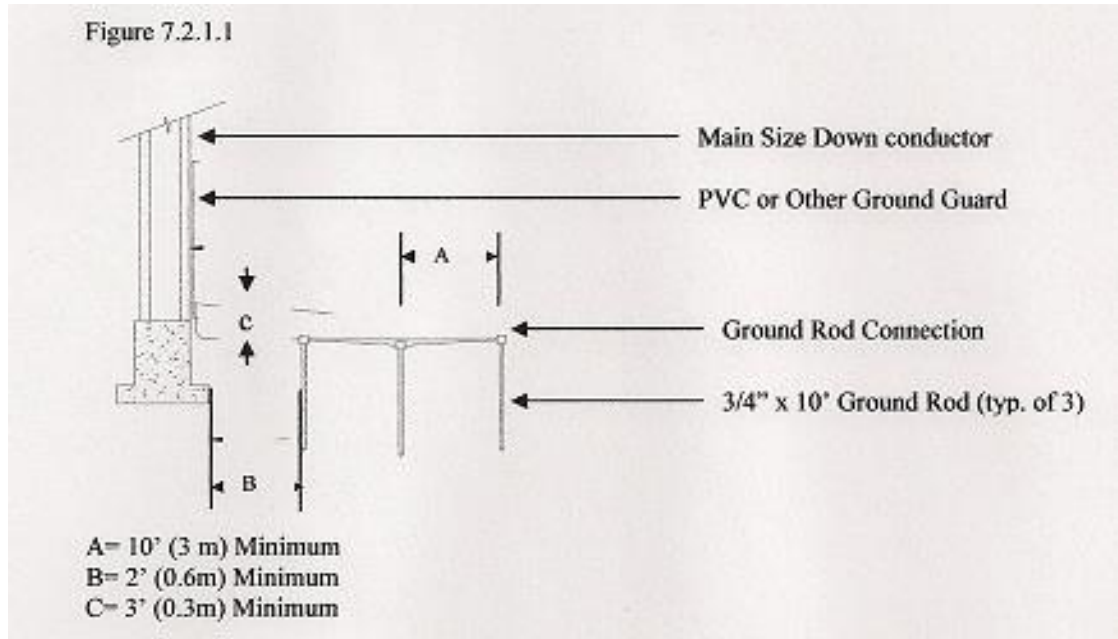 Figure 7.2.1.1
Main Size Down conductor
PVC or Other Ground Guard
A
C
Ground Rod Connection
3/4” x 10’ Ground Rod (typ. of 3)
B
A= 10’ (3 m) Minimum
B= 2’ (0.6m) Minimum
C= 3’ (0.3m) Minimum